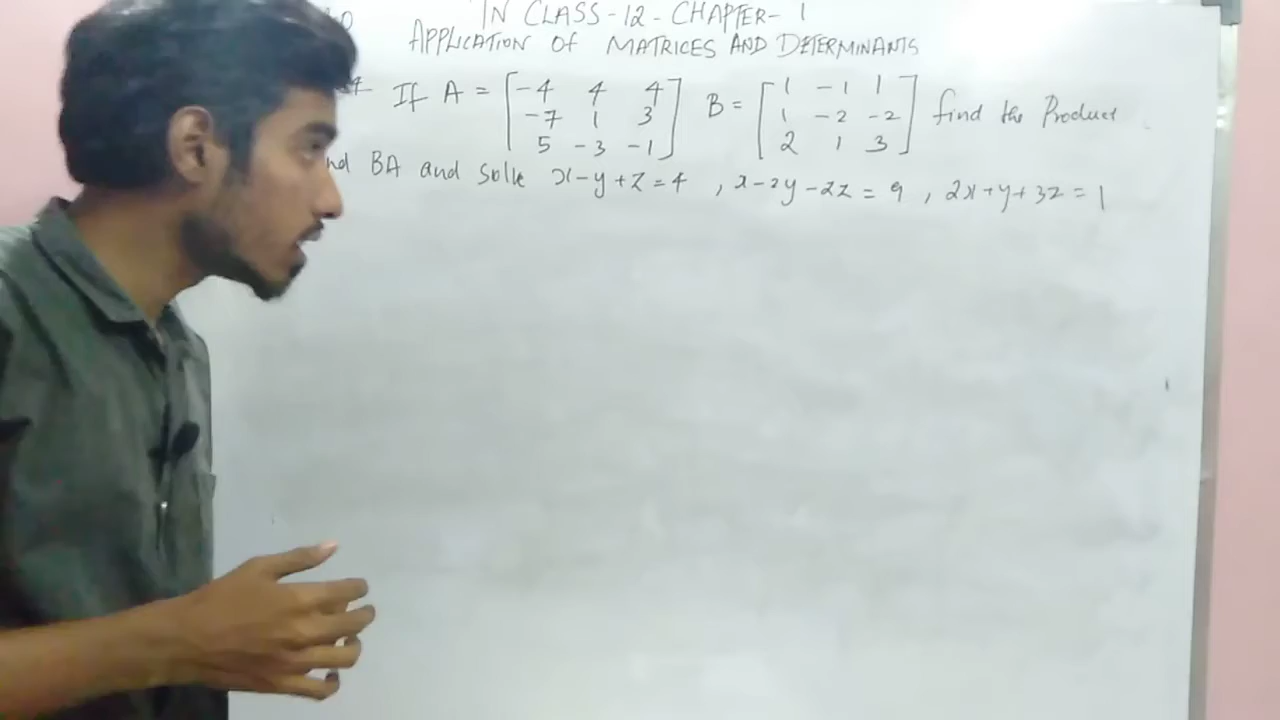 IN CLASS-12-CHAPTER-1
APPLICATION OF MATRICES AND DETERMINANTS
If A = [-4 4 4 B = [1 -1 1 find the Product
-7 1 3 1 -2 -2
5 -3 -1] 2 1 3]
BA and solve x-y+z=4 , x-2y-2z=9 , 2x+y+3z=1